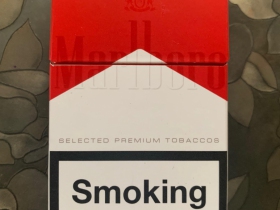 Marlboro
SELECTED PREMIUM TOBACCOS
Smoking